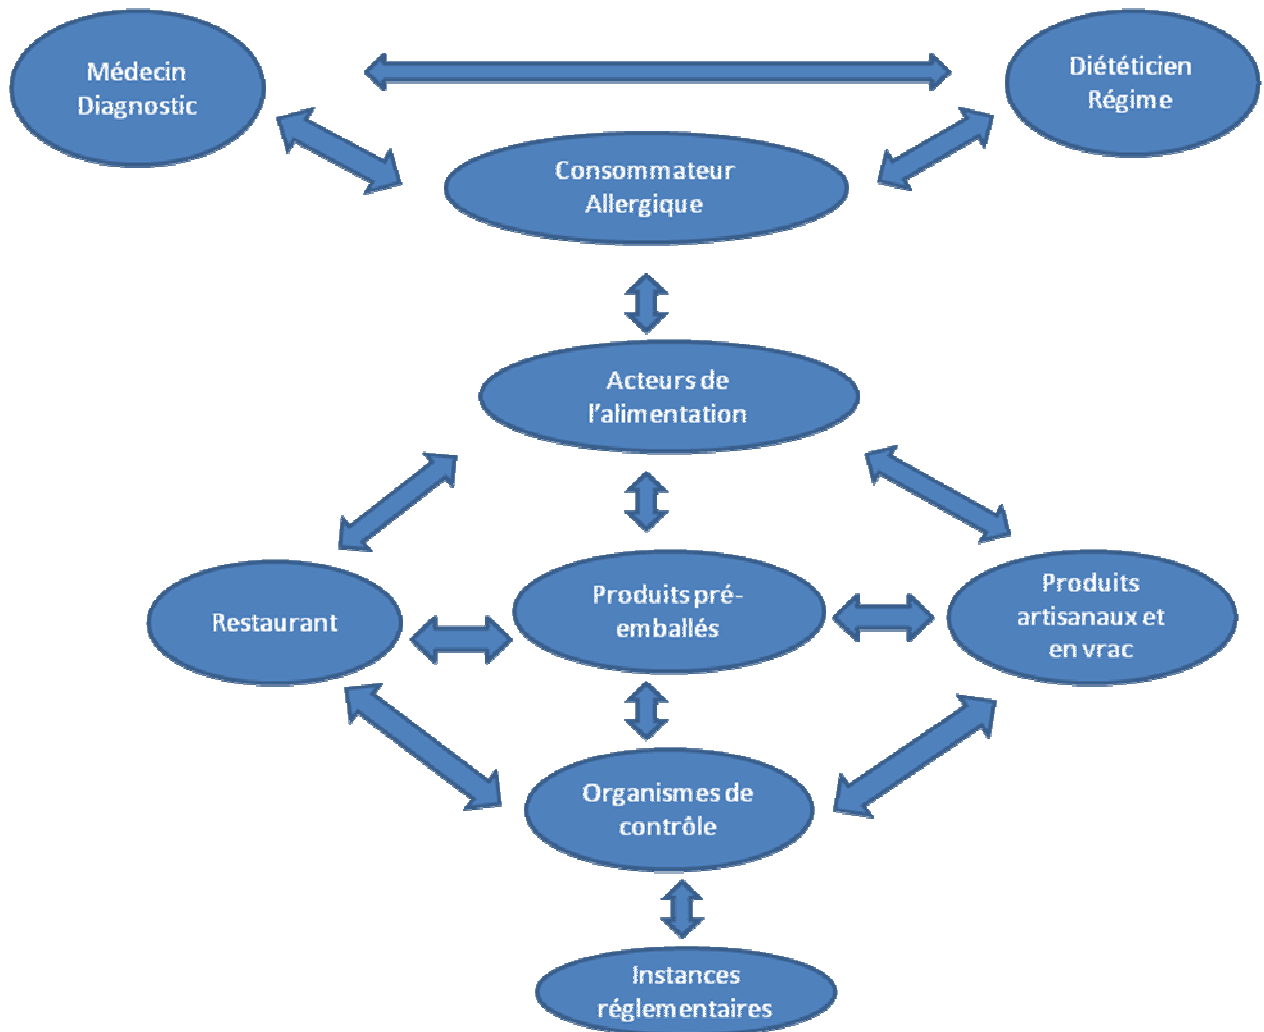 Médecin
Diagnostic
Diététicien
Régime
Consommateur
Allergique
Acteurs de
l'alimentation
Restaurant
Produits pré-
emballés
Produits
artisanaux et
en vrac
Organismes de
contrôle
Instances
réglementaires